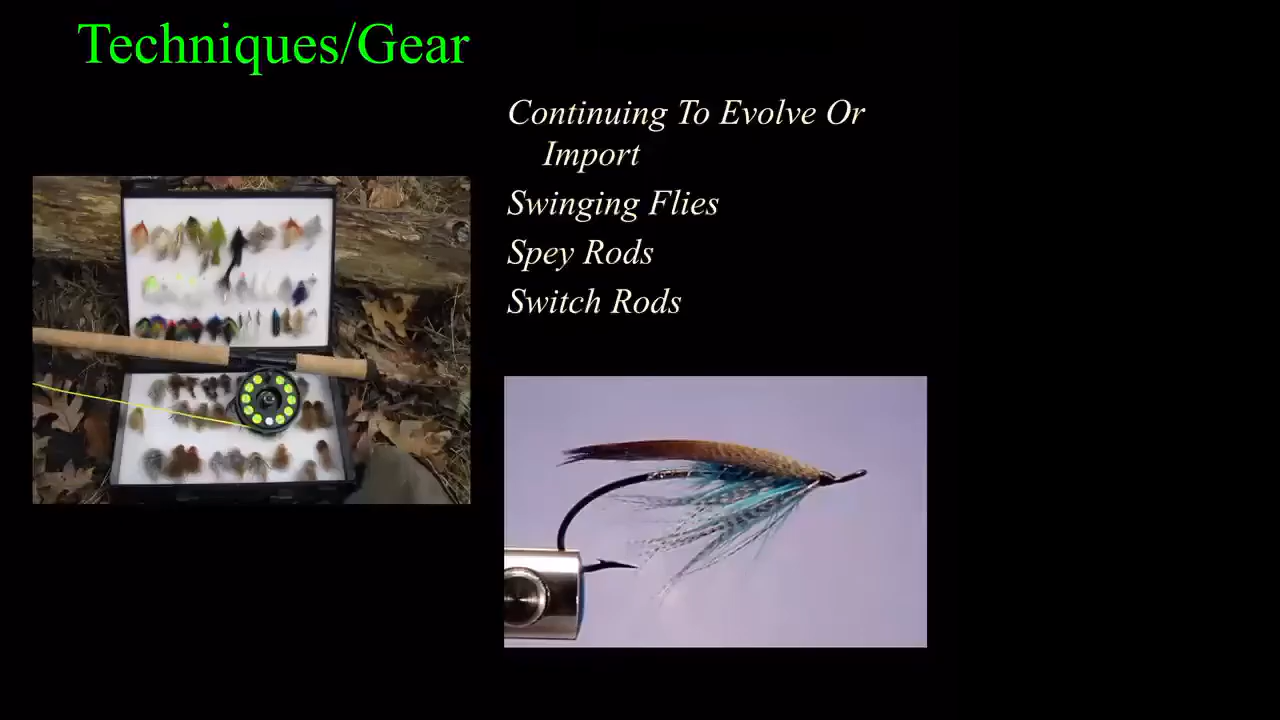 Techniques/Gear
Continuing To Evolve Or
Import
Swinging Flies
Spey Rods
Switch Rods